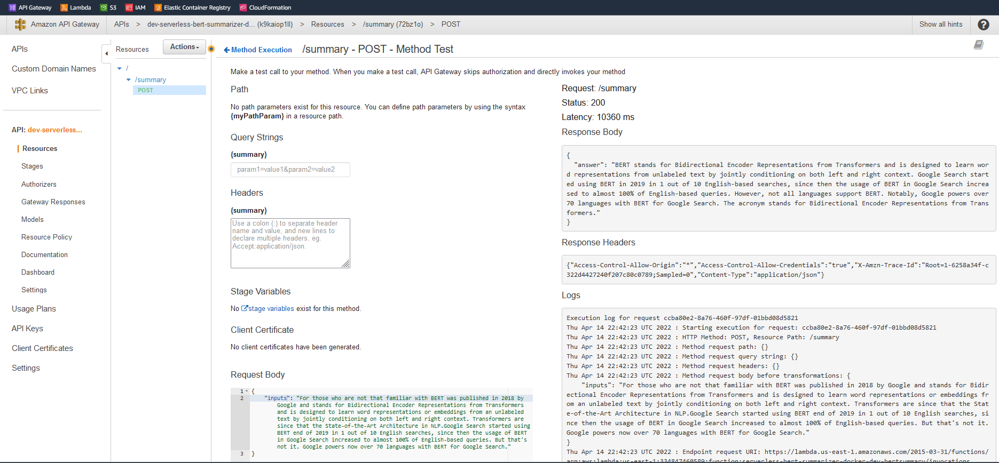 API Gateway Lambda S3 IAM Elastic Container Registry CloudFormation
Amazon API Gateway APIs > dev-serverless-bert-summarizer-d... (k9kaiop1ll) > Resources > /summary (72bz1o) > POST Show all hints ?
APIs
Custom Domain Names
VPC Links
API: dev-serverless...
Resources
Stages
Authorizers
Gateway Responses
Models
Resource Policy
Documentation
Dashboard
Settings
Usage Plans
API Keys
Client Certificates
Settings
Resources Actions
/
/summary
POST
Method Execution /summary - POST - Method Test
Make a test call to your method. When you make a test call, API Gateway skips authorization and directly invokes your method
Path
No path parameters exist for this resource. You can define path parameters by using the syntax
{myPathParam} in a resource path.
Query Strings
{summary}
param1=value1&param2=value2
Headers
{summary}
Use a colon (:) to separate header
name and value, and new lines to
declare multiple headers. eg.
Accept:application/json.
Stage Variables
No stage variables exist for this method.
Client Certificate
No client certificates have been generated.
Request Body
1 {
2 "inputs": "For those who are not that familiar with BERT was published in 2018 by
Google and stands for Bidirectional Encoder Representations from Transformers
and is designed to learn word representations or embeddings from an unlabeled
text by jointly conditioning on both left and right context. Transformers are
since that the State-of-the-Art Architecture in NLP.Google Search started using
BERT end of 2019 in 1 out of 10 English searches, since then the usage of BERT
in Google Search increased to almost 100% of English-based queries. But that's
not it. Google powers now over 70 languages with BERT for Google Search."
3 }
Request: /summary
Status: 200
Latency: 10360 ms
Response Body
{
"answer": "BERT stands for Bidirectional Encoder Representations from Transformers and is designed to learn wor
d representations from unlabeled text by jointly conditioning on both left and right context. Google Search start
ed using BERT in 2019 in 1 out of 10 English-based searches, since then the usage of BERT in Google Search increa
sed to almost 100% of English-based queries. However, not all languages support BERT. Notably, Google powers over
70 languages with BERT for Google Search. The acronym stands for Bidirectional Encoder Representations from Trans
formers."
}
Response Headers
{"Access-Control-Allow-Origin":"*","Access-Control-Allow-Credentials":"true","X-Amzn-Trace-Id":"Root=1-6258a34f-c
322d4427240f207c80c0789;Sampled=0","Content-Type":"application/json"}
Logs
Execution log for request ccba80e2-8a76-460f-97df-01bbd08d5821
Thu Apr 14 22:42:23 UTC 2022 : Starting execution for request: ccba80e2-8a76-460f-97df-01bbd08d5821
Thu Apr 14 22:42:23 UTC 2022 : HTTP Method: POST, Resource Path: /summary
Thu Apr 14 22:42:23 UTC 2022 : Method request path: {}
Thu Apr 14 22:42:23 UTC 2022 : Method request query string: {}
Thu Apr 14 22:42:23 UTC 2022 : Method request headers: {}
Thu Apr 14 22:42:23 UTC 2022 : Method request body before transformations: {
"inputs": "For those who are not that familiar with BERT was published in 2018 by Google and stands for Bidir
ectional Encoder Representations from Transformers and is designed to learn word representations or embeddings fr
om an unlabeled text by jointly conditioning on both left and right context. Transformers are since that the Stat
e-of-the-Art Architecture in NLP.Google Search started using BERT end of 2019 in 1 out of 10 English searches, si
nce then the usage of BERT in Google Search increased to almost 100% of English-based queries. But that's not it.
Google powers now over 70 languages with BERT for Google Search."
}
Thu Apr 14 22:42:23 UTC 2022 : Endpoint request URI: https://lambda.us-east-1.amazonaws.com/2015-03-31/functions/
arn:aws:lambda:us-east-1:334847460589:function:serverless-bert-summarizer-docker-dev-bertsummary/invocations